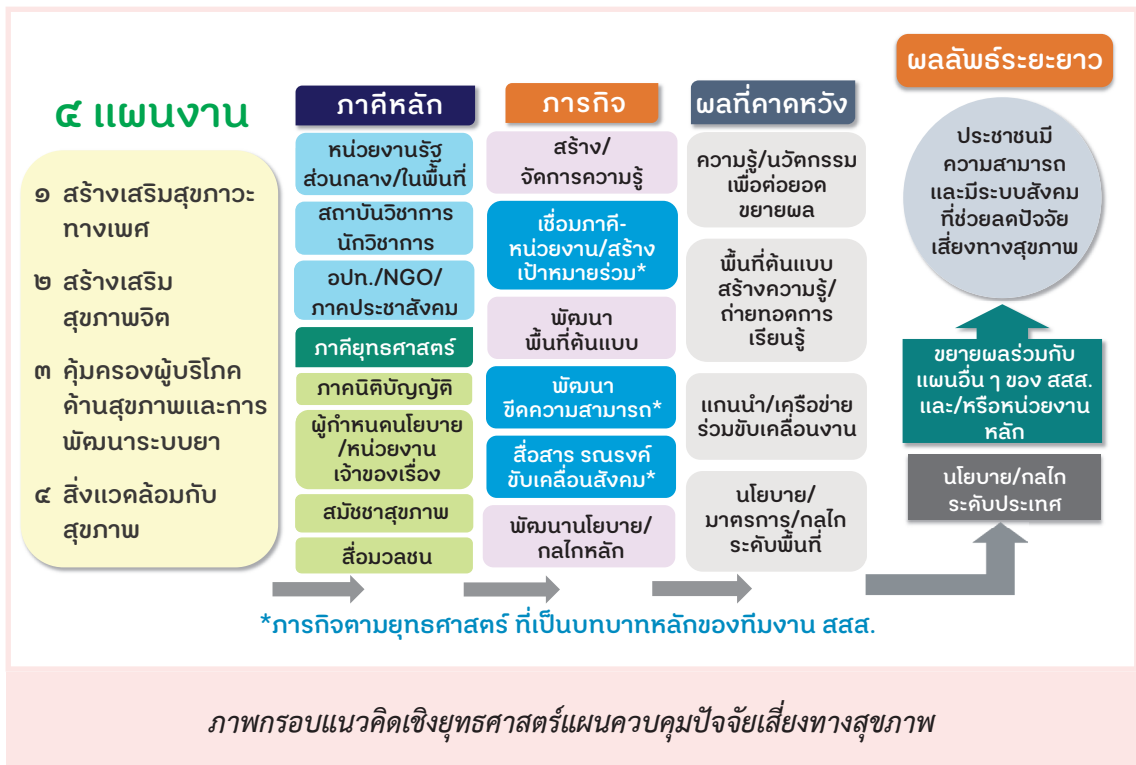 ๔ แผนงาน
๑ สร้างเสริมสุขภาวะ
ทางเพศ
๒ สร้างเสริม
สุขภาพจิต
๓ คุ้มครองผู้บริโภค
ด้านสุขภาพและการ
พัฒนาระบบยา
๔ สิ่งแวดล้อมกับ
สุขภาพ
ภาคีหลัก
หน่วยงานรัฐ
ส่วนกลาง/ในพื้นที่
สถาบันวิชาการ
นักวิชาการ
อปท./NGO/
ภาคประชาสังคม
ภาคียุทธศาสตร์
ภาคนิติบัญญัติ
ผู้กำหนดนโยบาย
/หน่วยงาน
เจ้าของเรื่อง
สมัชชาสุขภาพ
สื่อมวลชน
ภารกิจ
สร้าง/
จัดการความรู้
เชื่อมภาคี-
หน่วยงาน/สร้าง
เป้าหมายร่วม*
พัฒนา
พื้นที่ต้นแบบ
พัฒนา
ขีดความสามารถ*
สื่อสาร รณรงค์
ขับเคลื่อนสังคม*
พัฒนานโยบาย/
กลไกหลัก
ผลที่คาดหวัง
ความรู้/นวัตกรรม
เพื่อต่อยอด
ขยายผล
พื้นที่ต้นแบบ
สร้างความรู้/
ถ่ายทอดการ
เรียนรู้
แกนนำ/เครือข่าย
ร่วมขับเคลื่อนงาน
นโยบาย/
มาตรการ/กลไก
ระดับพื้นที่
ผลลัพธ์ระยะยาว
ประชาชนมี
ความสามารถ
และมีระบบสังคม
ที่ช่วยลดปัจจัย
เสี่ยงทางสุขภาพ
ขยายผลร่วมกับ
แผนอื่น ๆ ของ สสส.
และ/หรือหน่วยงาน
หลัก
นโยบาย/กลไก
ระดับประเทศ
*ภารกิจตามยุทธศาสตร์ ที่เป็นบทบาทหลักของทีมงาน สสส.
ภาพกรอบแนวคิดเชิงยุทธศาสตร์แผนควบคุมปัจจัยเสี่ยงทางสุขภาพ